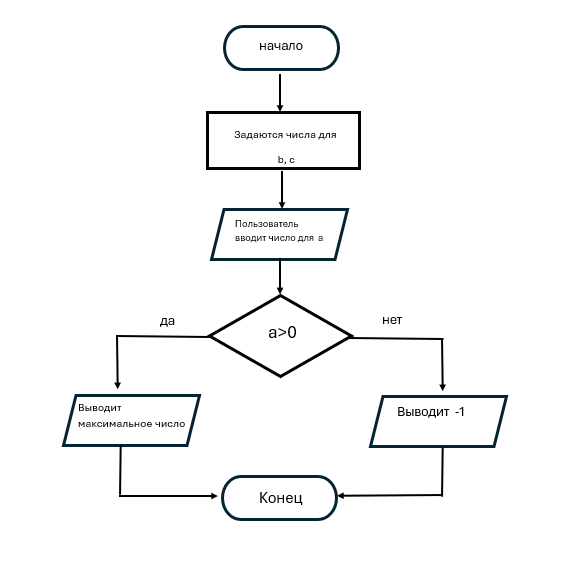 начало
Задаются числа для
b, c
Пользователь
вводит число для a
a>0
да
нет
Выводит
максимальное число
Выводит -1
Конец